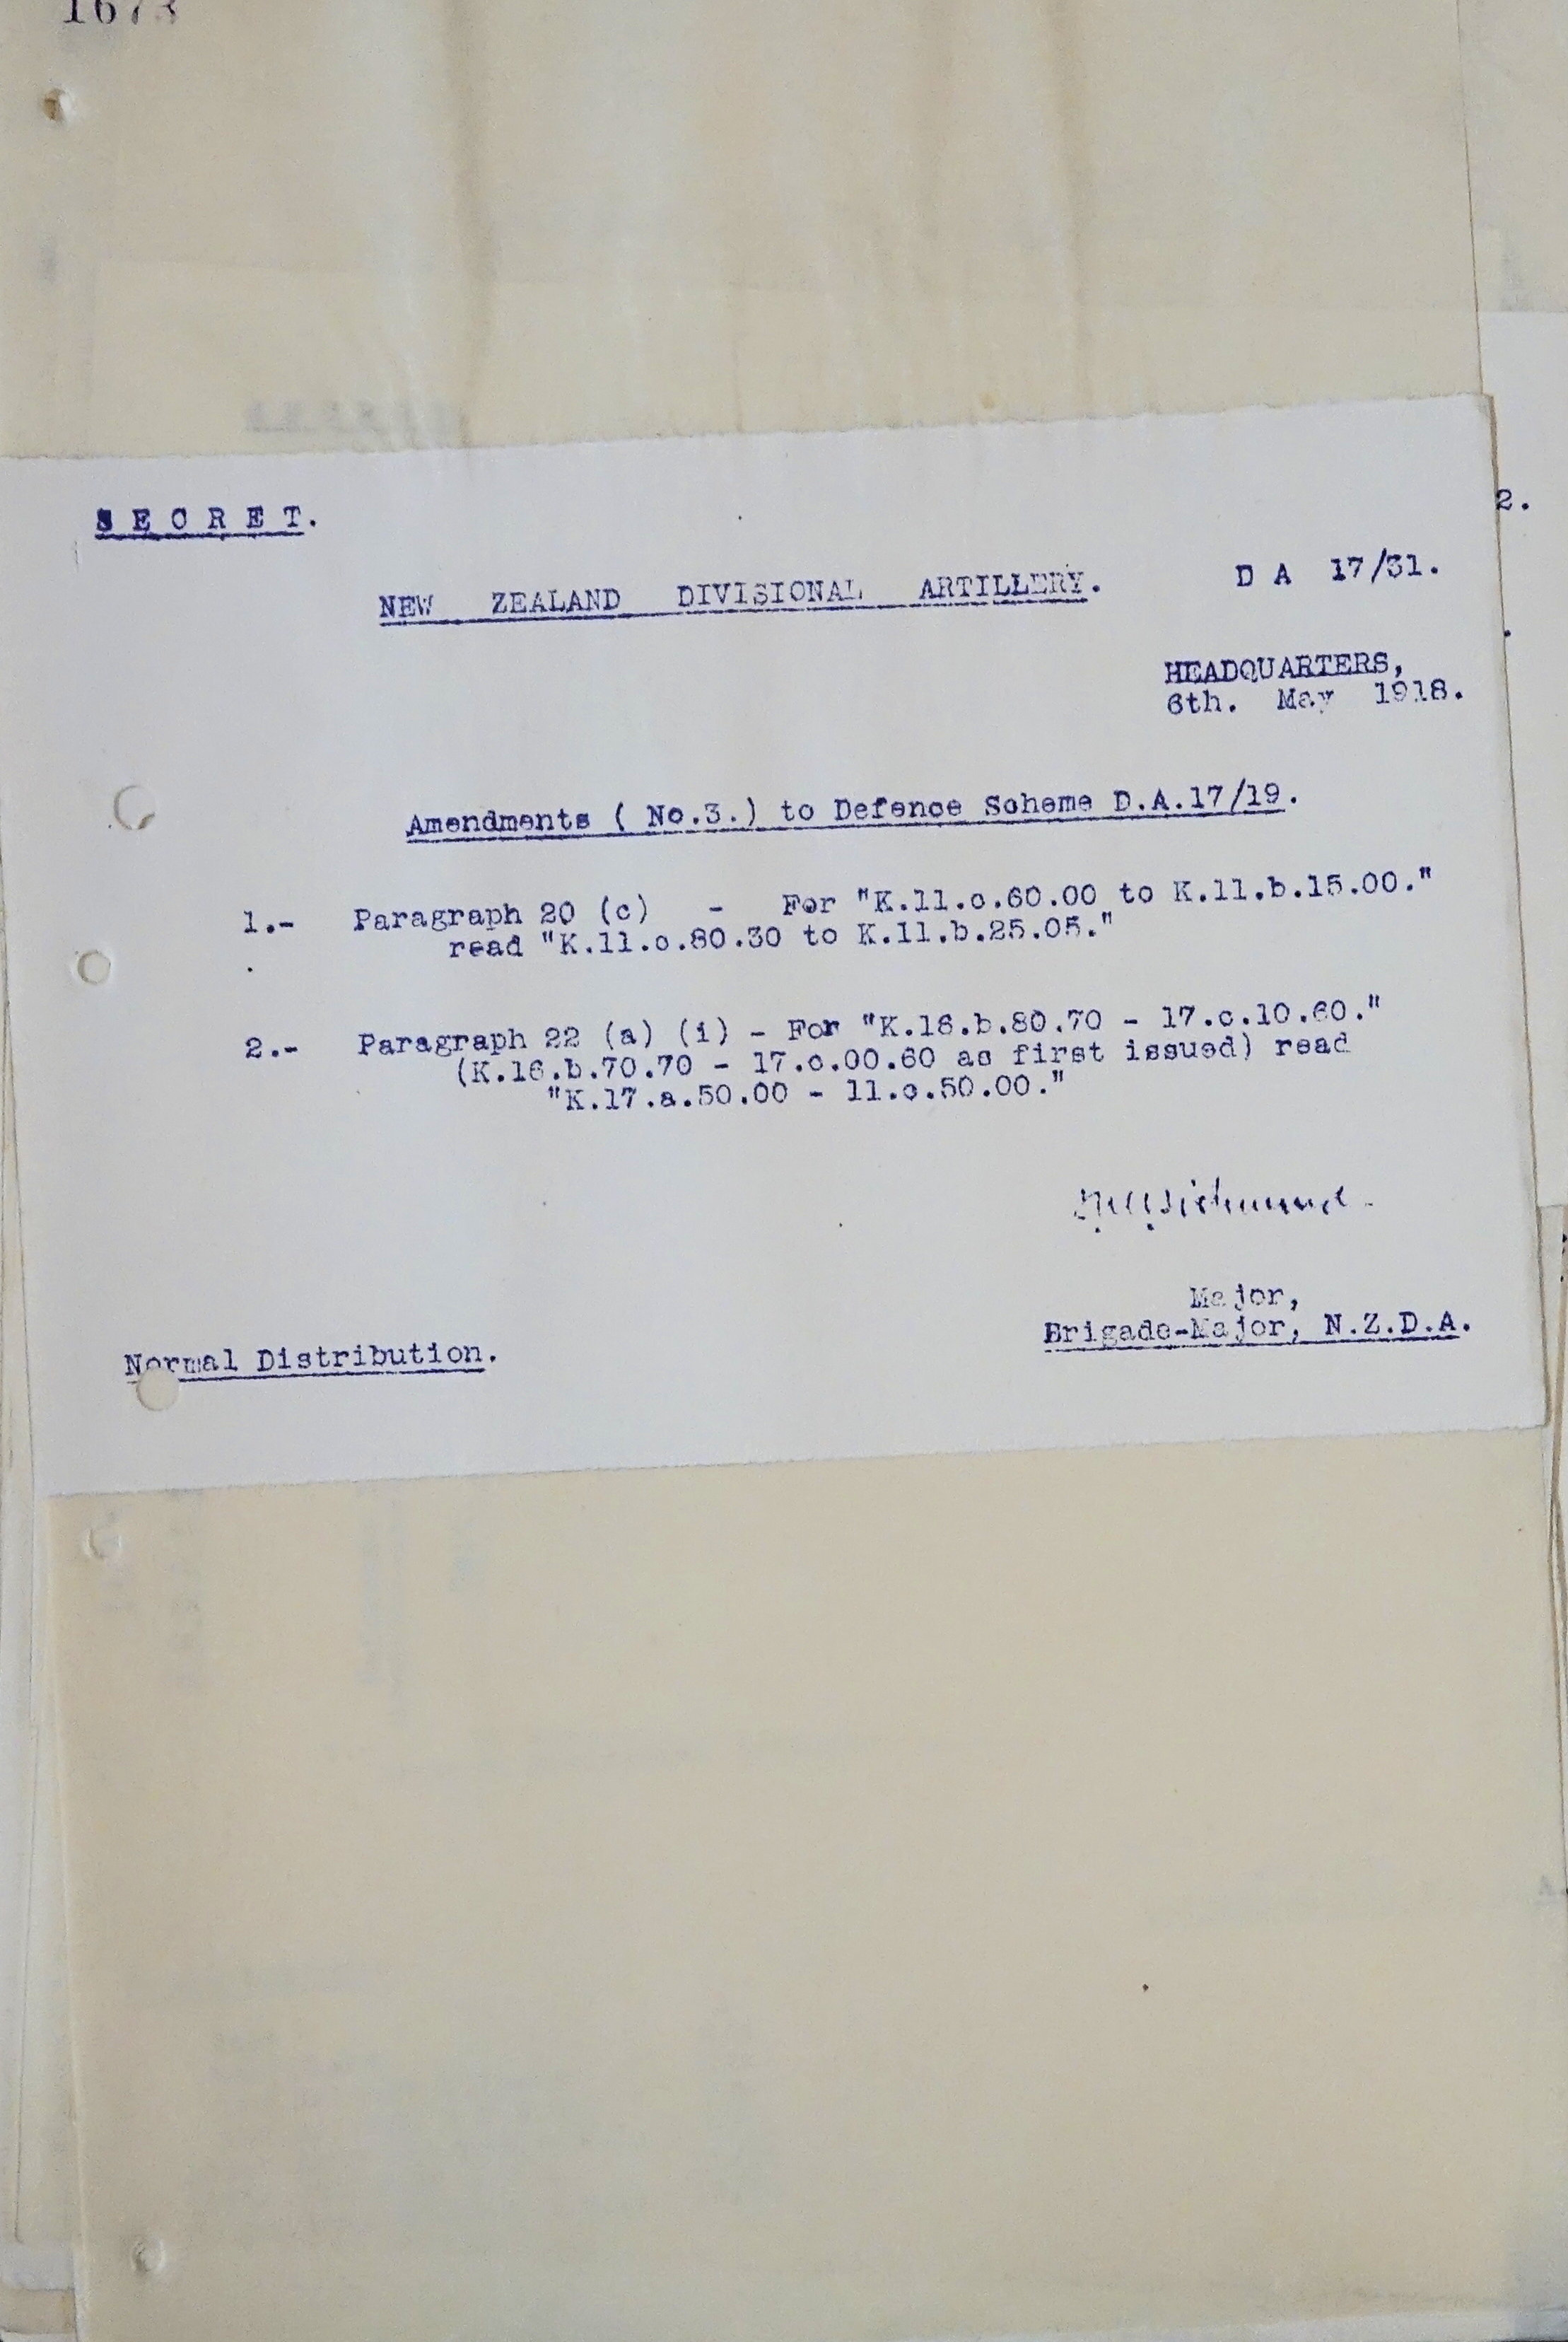 1673
SECRET.
2.
NEW ZEALAND DIVISIONAL ARTILLERY.
D A 17/31.
HEADQUARTERS,
6th. May 1918.
Amendments ( No.3.) to Defence Scheme D.A.17/19.
1.- Paragraph 20 (c) - For "K.11.c.60.00 to K.11.b.15.00."
read "K.11.c.80.30 to K.11.b.25.05."
2.- Paragraph 22 (a) (i) - For "K.16.b.80.70 - 17.c.10.60."
(K.16.b.70.70 - 17.c.00.60 as first issued) read
"K.17.a.50.00 - 11.c.50.00."
Major,
Brigade-Major, N.Z.D.A.
Normal Distribution.